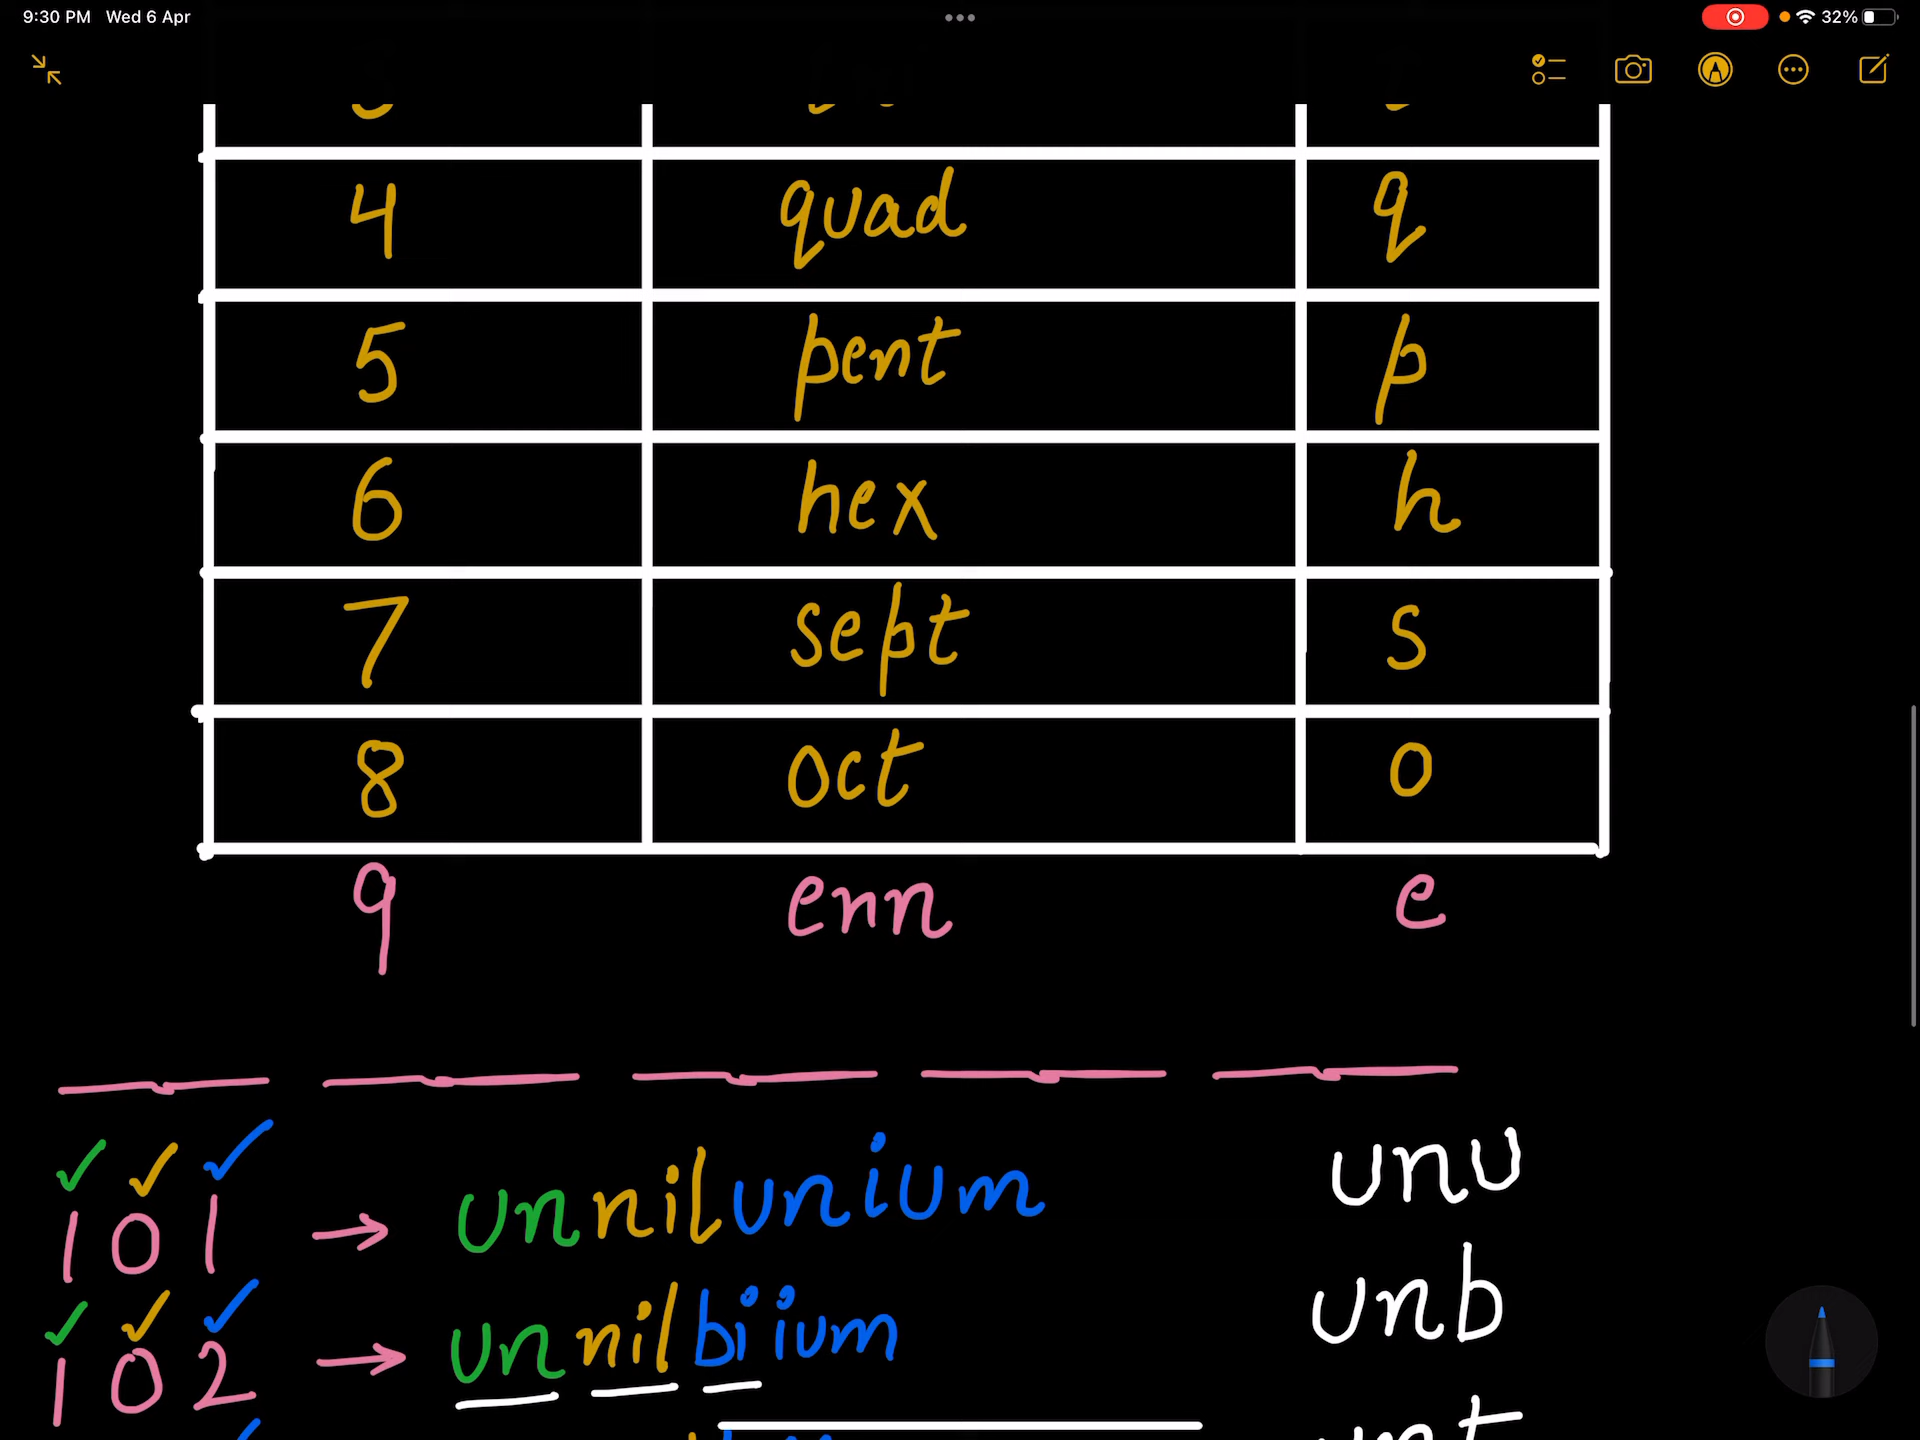 9:30 PM Wed 6 Apr 32%
4 quad q
5 pent p
6 hex h
7 sept s
8 oct o
9 enn e
101 → unnilunium unu
102 → unnilbiium unb
unt